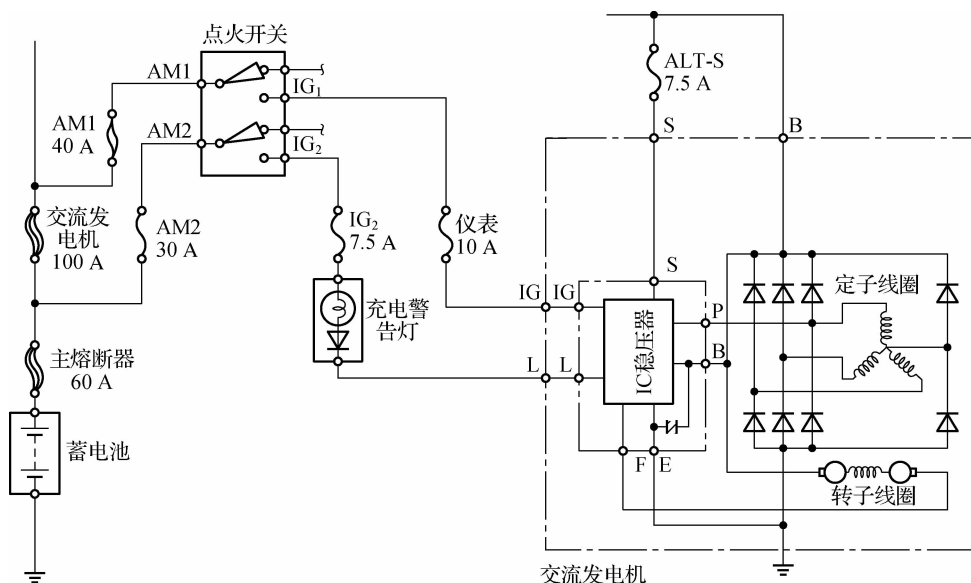 点火开关
AM1
IG₁
AM2
IG₂
AM1
40 A
交流发
电机
100 A
AM2
30 A
IG₂
7.5 A
仪表
10 A
充电警
告灯
主熔断器
60 A
蓄电池
ALT-S
7.5 A
S
B
S
IG
IG
P
B
L
L
IC稳压器
F
E
定子线圈
转子线圈
交流发电机